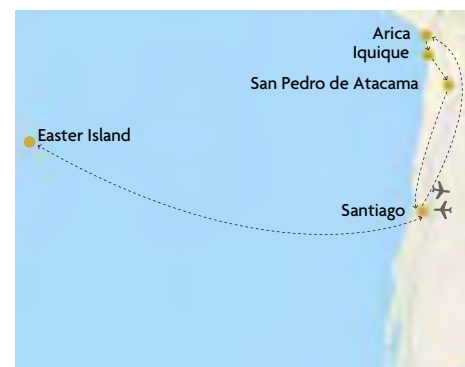 Arica
Iquique
San Pedro de Atacama
Easter Island
Santiago